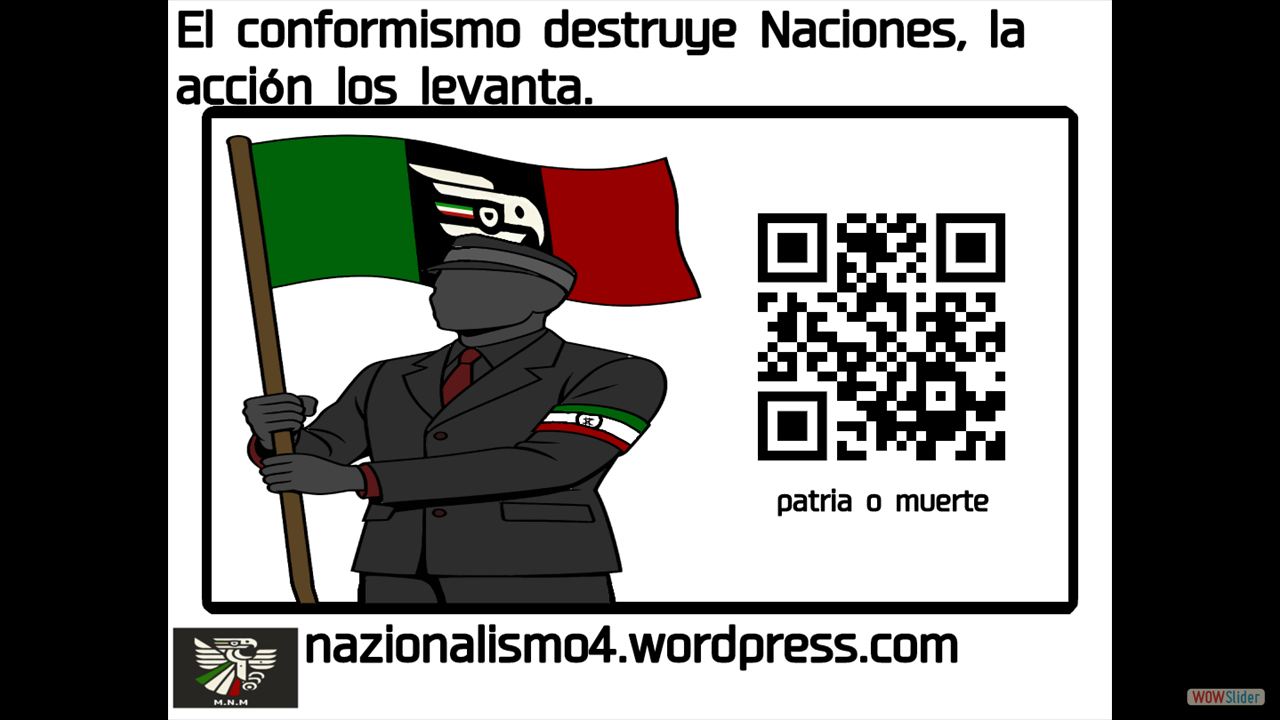 El conformismo destruye Naciones, la
acción los levanta.
patria o muerte
nazionalismo4.wordpress.com
M.N.M
WOWSlider